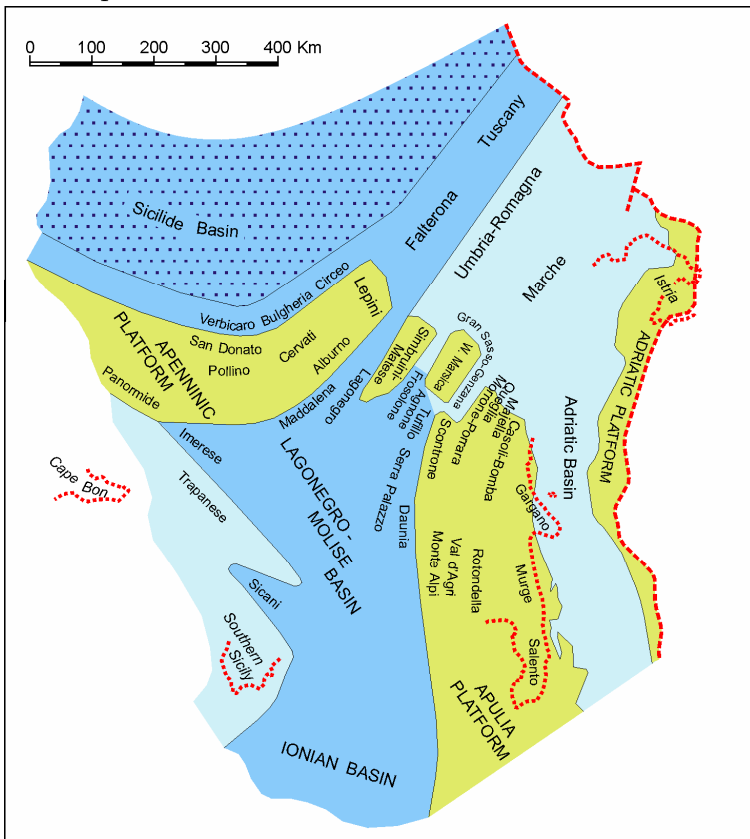 0 100 200 300 400 Km
Tuscany
Sicilide Basin
Falterona
Umbria-Romagna
Marche
Istria
Verbicaro Bulgheria Circeo
Lepini
APENNINIC
PLATFORM
San Donato
Pollino
Cervati
Alburno
Panormide
Simbruini-
Matese
Gran Sasso-Genzana
W. Marsica
ADRIATIC PLATFORM
Maddalena
Lagonegro
Frosolone
Agnone
Tufillo
Serra Palazzo
Daunia
Scontrone
Morrone-Porrara
Queglia
Maiella
Casoli-Bomba
Adriatic Basin
Gargano
Imerese
Trapanese
Cape Bon
LAGONEGRO -
MOLISE
BASIN
Monte Alpi
Val d'Agri
Rotondella
Murge
Salento
Sicani
Southern
Sicily
APULIA
PLATFORM
IONIAN BASIN